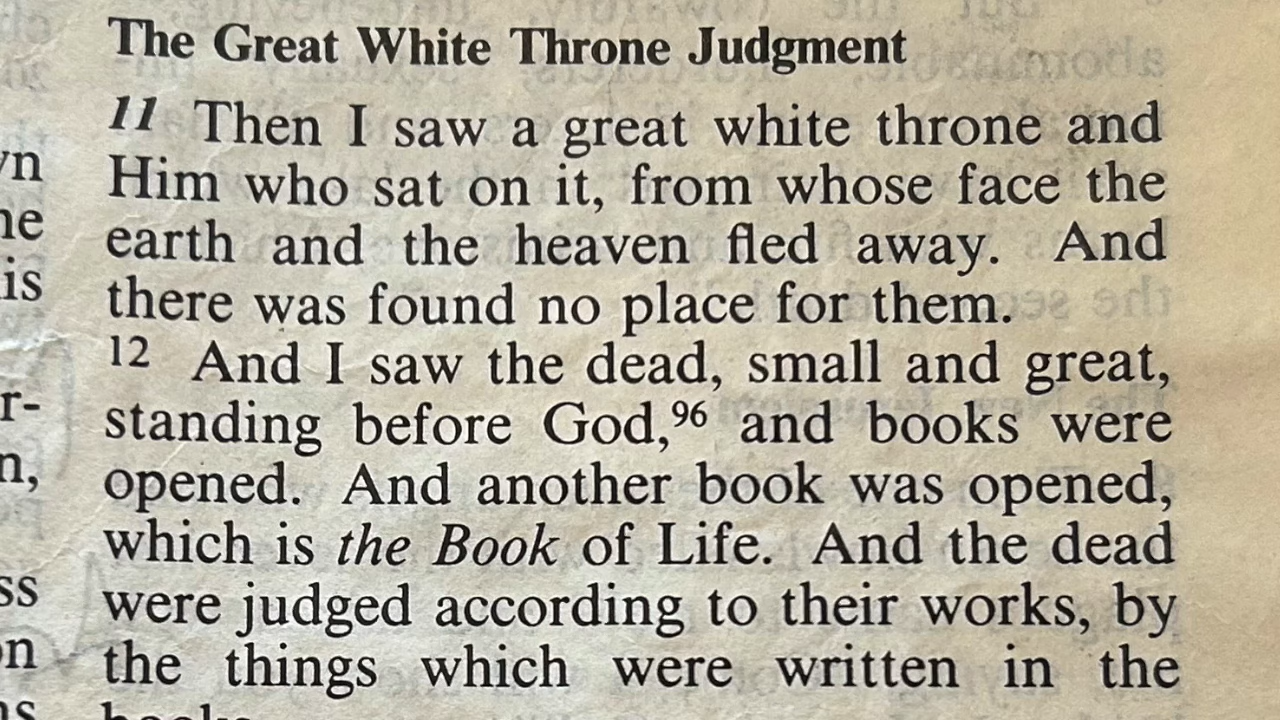 The Great White Throne Judgment
11 Then I saw a great white throne and
Him who sat on it, from whose face the
earth and the heaven fled away. And
there was found no place for them.
12 And I saw the dead, small and great,
standing before God,96 and books were
opened. And another book was opened,
which is the Book of Life. And the dead
were judged according to their works, by
the things which were written in the